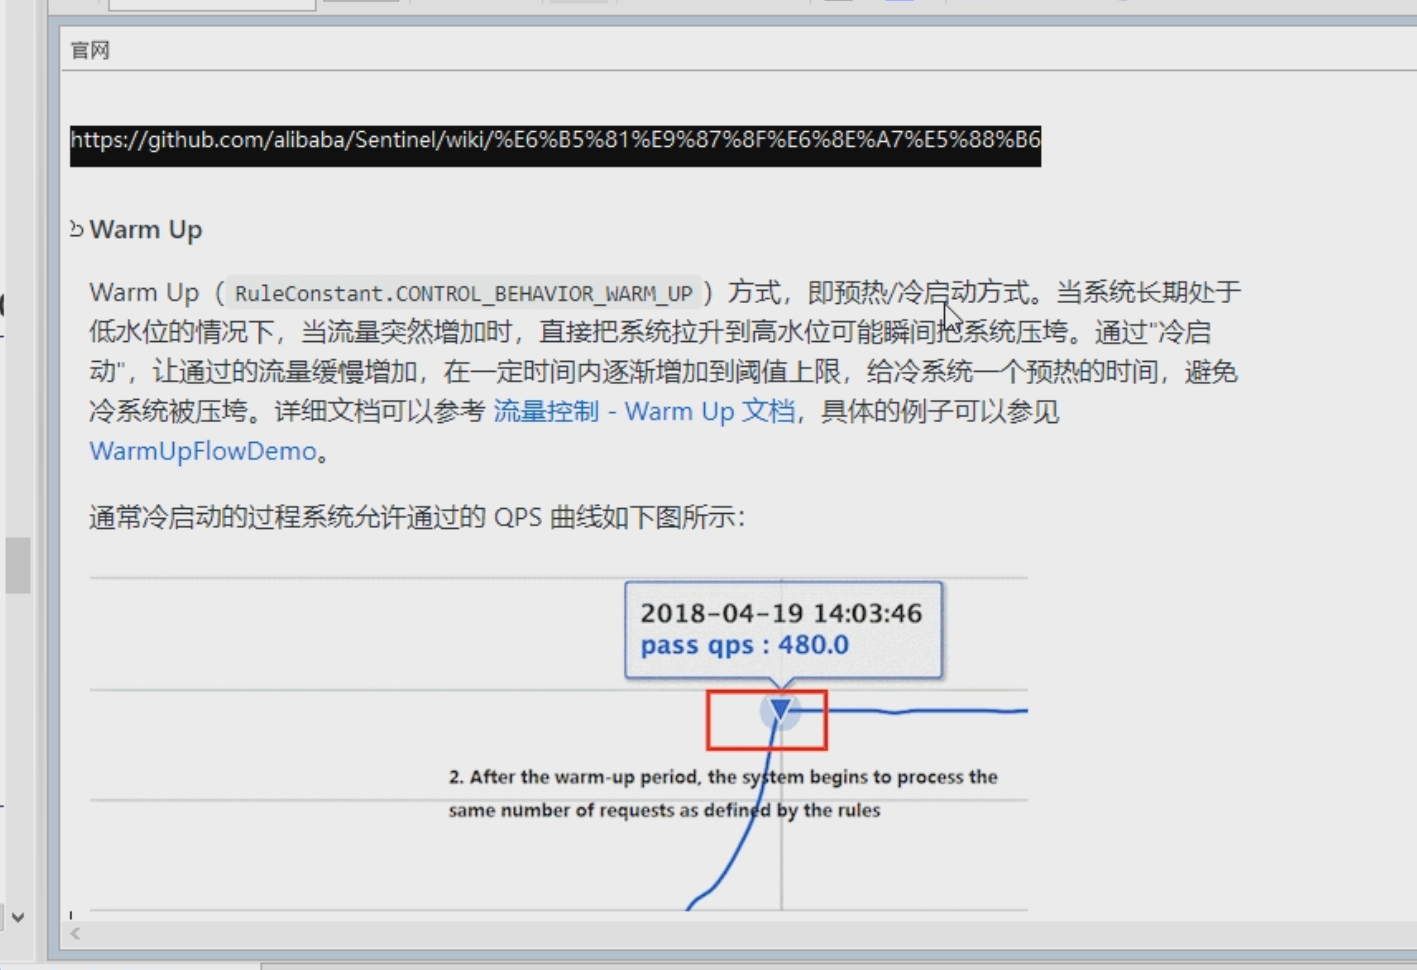 官网
https://github.com/alibaba/Sentinel/wiki/%E6%B5%81%E9%87%8F%E6%8E%A7%E5%88%B6
Warm Up
Warm Up（RuleConstant.CONTROL_BEHAVIOR_WARM_UP）方式，即预热/冷启动方式。当系统长期处于
低水位的情况下，当流量突然增加时，直接把系统拉升到高水位可能瞬间把系统压垮。通过"冷启
动"，让通过的流量缓慢增加，在一定时间内逐渐增加到阈值上限，给冷系统一个预热的时间，避免
冷系统被压垮。详细文档可以参考 流量控制 - Warm Up 文档，具体的例子可以参见
WarmUpFlowDemo。
通常冷启动的过程系统允许通过的 QPS 曲线如下图所示：
2018-04-19 14:03:46
pass qps : 480.0
2. After the warm-up period, the system begins to process the
same number of requests as defined by the rules